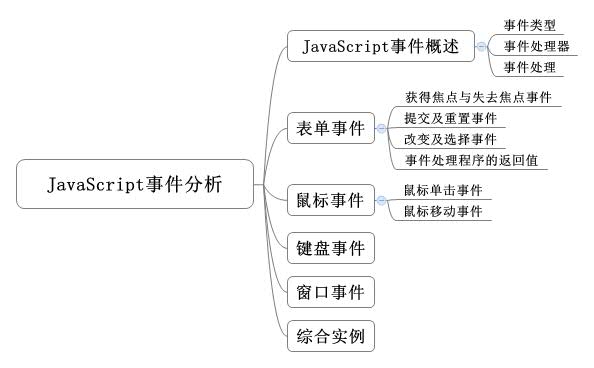 JavaScript事件分析
JavaScript事件概述
事件类型
事件处理器
事件处理
表单事件
获得焦点与失去焦点事件
提交及重置事件
改变及选择事件
事件处理程序的返回值
鼠标事件
鼠标单击事件
鼠标移动事件
键盘事件
窗口事件
综合实例